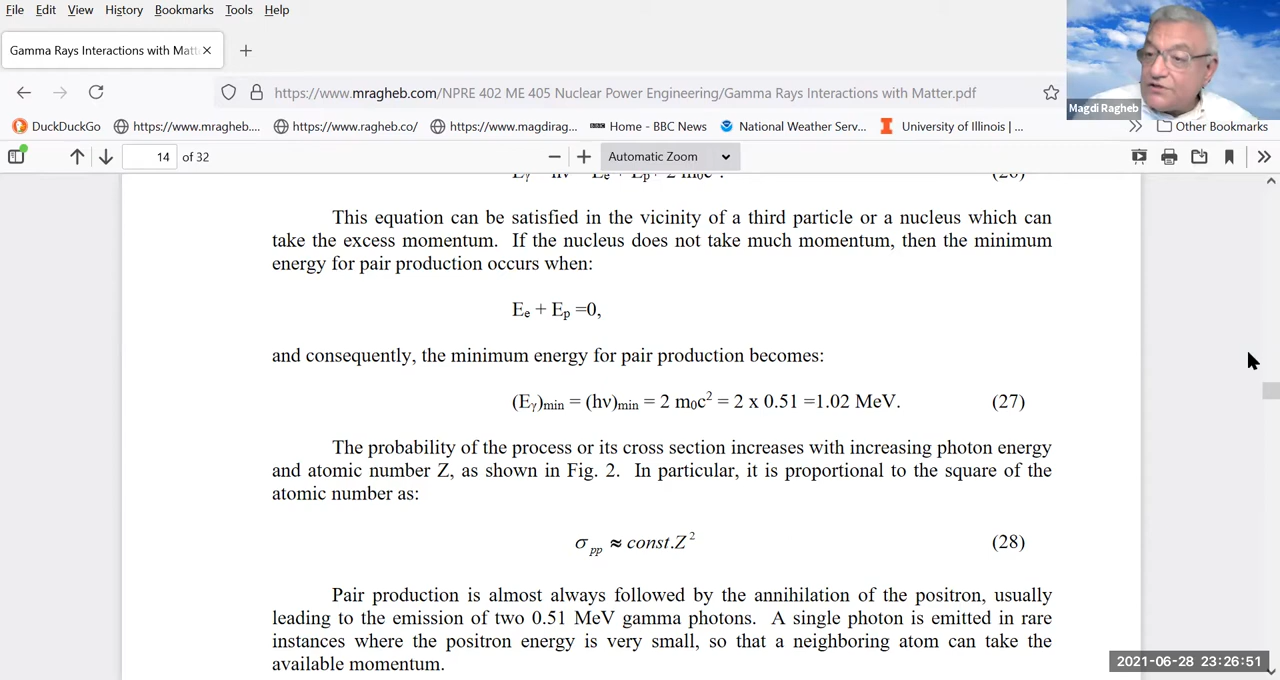 File Edit View History Bookmarks Tools Help
Gamma Rays Interactions with Matt
https://www.mragheb.com/NPRE 402 ME 405 Nuclear Power Engineering/Gamma Rays Interactions with Matter.pdf
Magdi Ragheb
DuckDuckGo https://www.mragheb.... https://www.ragheb.co/ https://www.magdirag... Home - BBC News National Weather Serv... University of Illinois |... Other Bookmarks
14 of 32 Automatic Zoom
This equation can be satisfied in the vicinity of a third particle or a nucleus which can
take the excess momentum. If the nucleus does not take much momentum, then the minimum
energy for pair production occurs when:
Eₑ + Eₚ =0,
and consequently, the minimum energy for pair production becomes:
(Eᵧ)min = (hν)min = 2 m₀c² = 2 x 0.51 =1.02 MeV. (27)
The probability of the process or its cross section increases with increasing photon energy
and atomic number Z, as shown in Fig. 2. In particular, it is proportional to the square of the
atomic number as:
σ pp ≈ const.Z² (28)
Pair production is almost always followed by the annihilation of the positron, usually
leading to the emission of two 0.51 MeV gamma photons. A single photon is emitted in rare
instances where the positron energy is very small, so that a neighboring atom can take the
available momentum.
2021-06-28 23:26:51